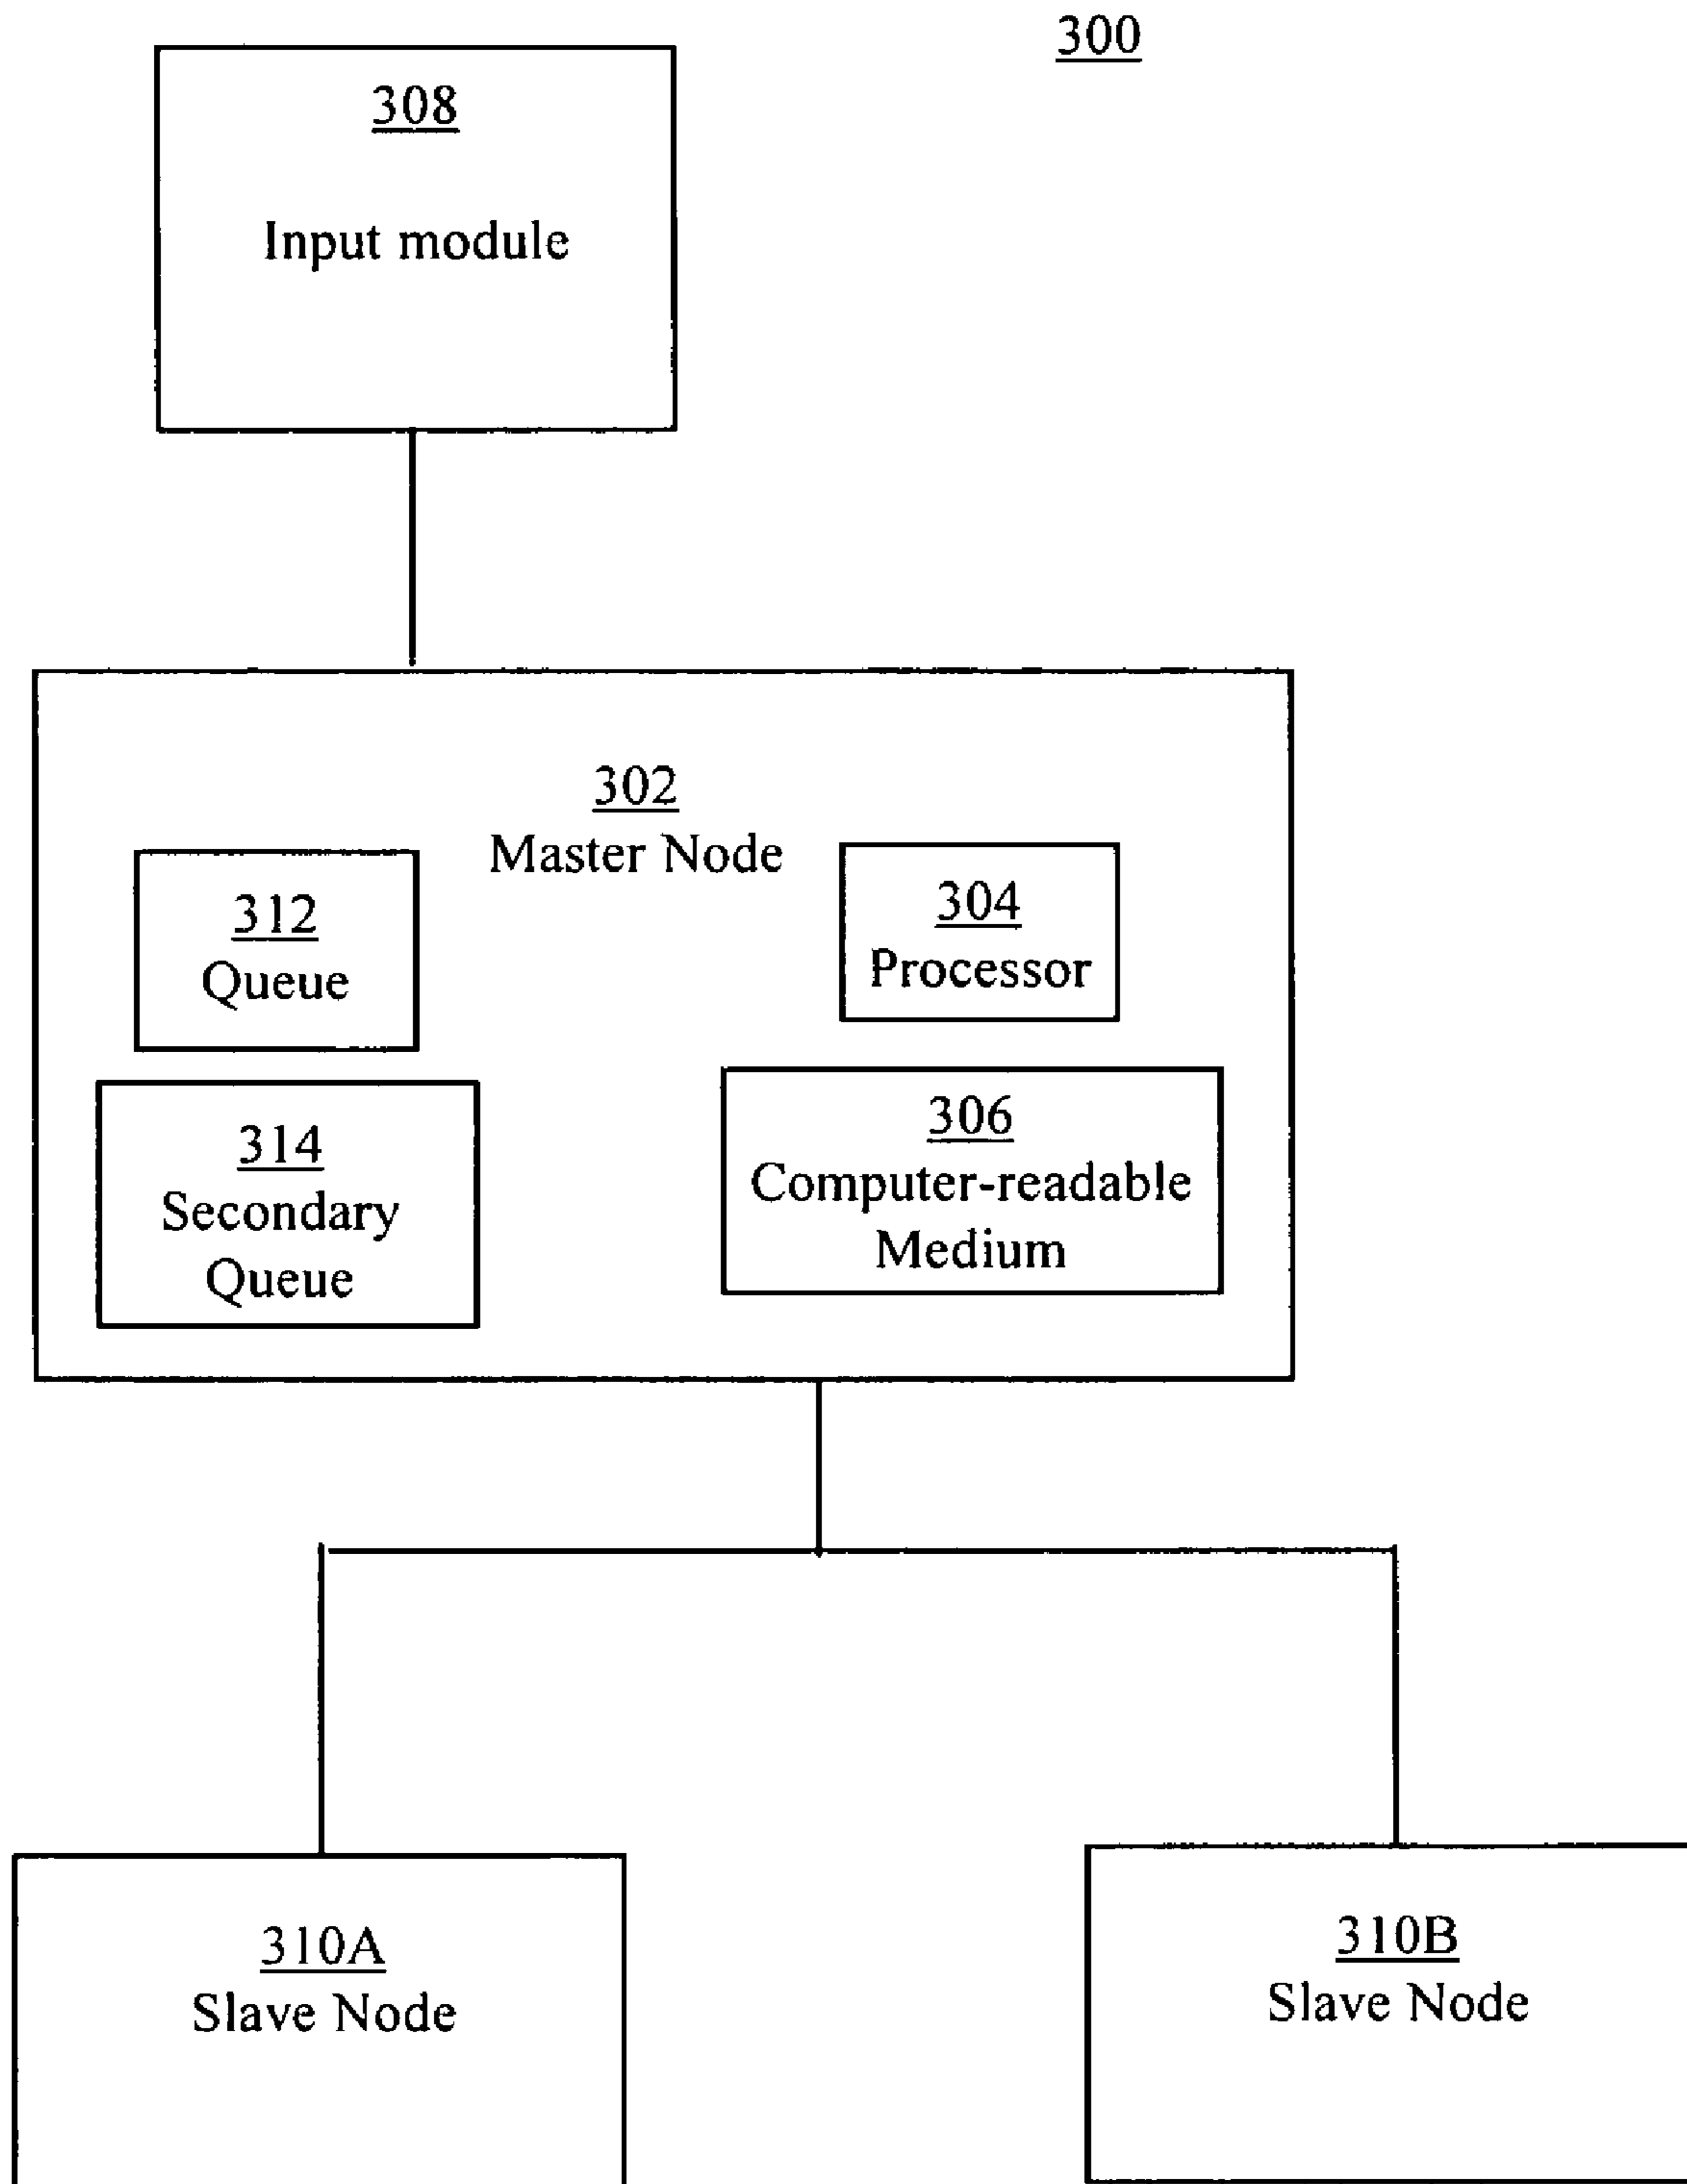 300
308
Input module
302
Master Node
312
Queue
304
Processor
314
Secondary
Queue
306
Computer-readable
Medium
310A
Slave Node
310B
Slave Node